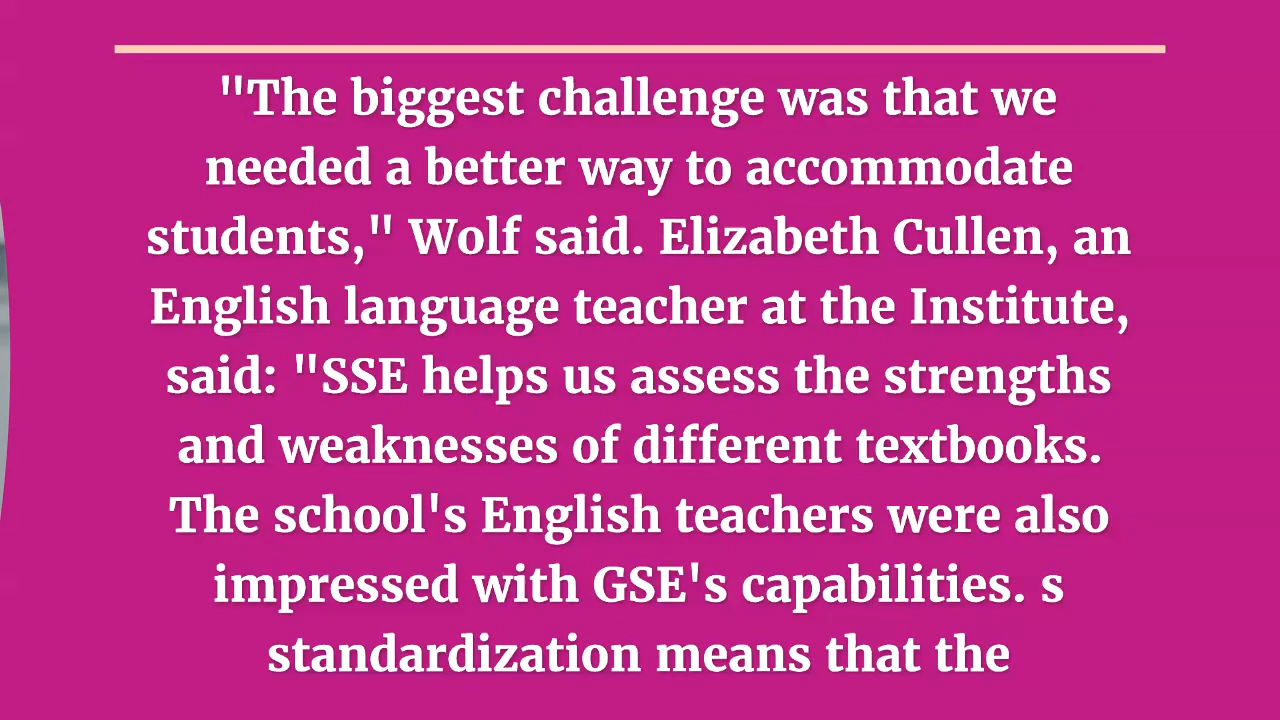 "The biggest challenge was that we
needed a better way to accommodate
students," Wolf said. Elizabeth Cullen, an
English language teacher at the Institute,
said: "SSE helps us assess the strengths
and weaknesses of different textbooks.
The school's English teachers were also
impressed with GSE's capabilities. s
standardization means that the